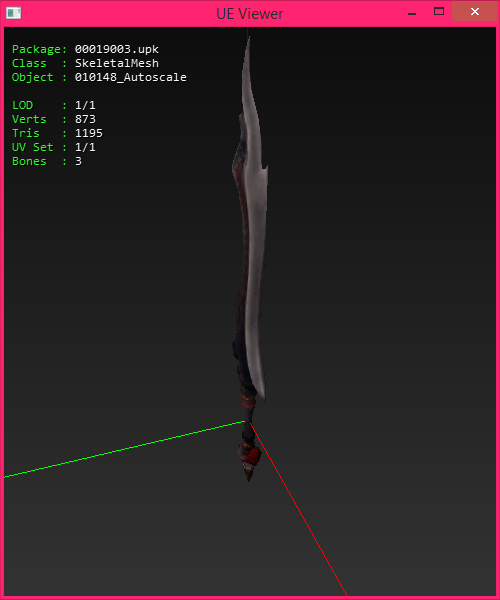 UE Viewer
Package: 00019003.upk
Class  : SkeletalMesh
Object : 010148_Autoscale
LOD    : 1/1
Verts  : 873
Tris   : 1195
UV Set : 1/1
Bones  : 3